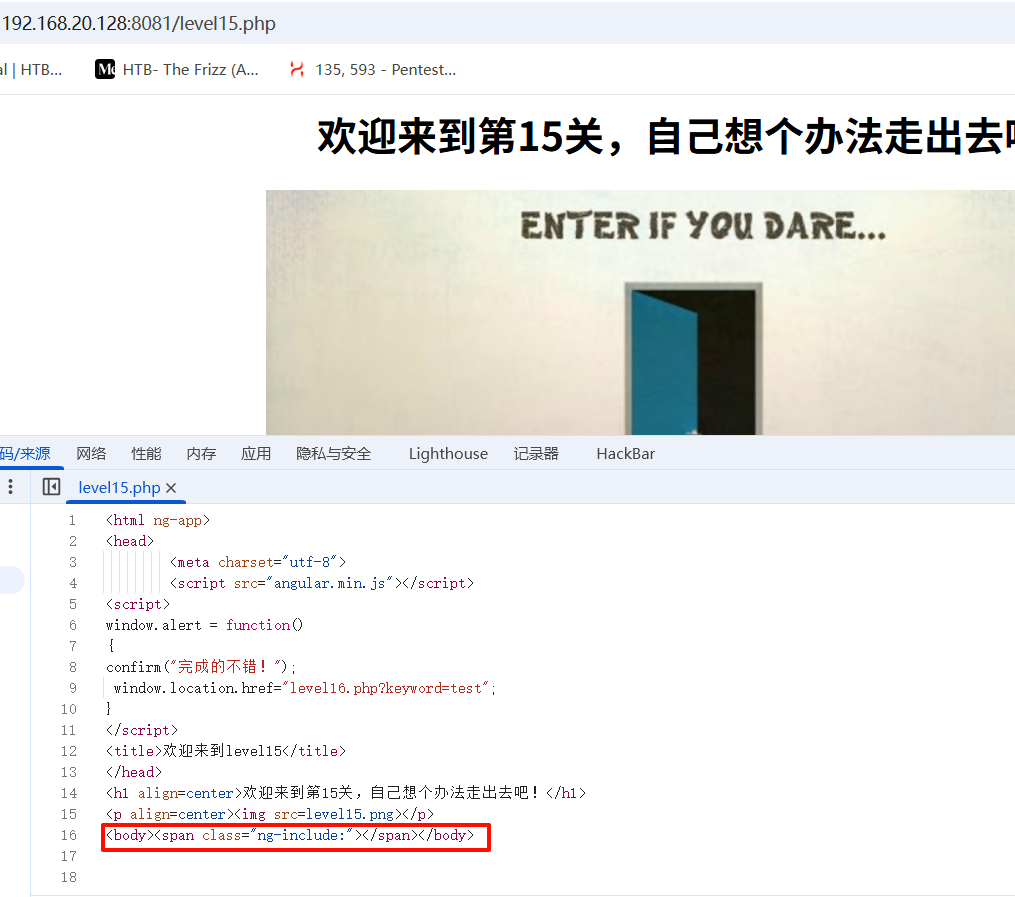 192.168.20.128:8081/level15.php
al | HTB...
HTB- The Frizz (A...
135, 593 - Pentest...
欢迎来到第15关，自己想个办法走出去
ENTER IF YOU DARE...
码/来源 网络 性能 内存 应用 隐私与安全 Lighthouse 记录器 HackBar
level15.php
1 <html ng-app>
2 <head>
3 <meta charset="utf-8">
4 <script src="angular.min.js"></script>
5 <script>
6 window.alert = function()
7 {
8 confirm("完成的不错！");
9 window.location.href="level16.php?keyword=test";
10 }
11 </script>
12 <title>欢迎来到level15</title>
13 </head>
14 <h1 align=center>欢迎来到第15关，自己想个办法走出去吧！</h1>
15 <p align=center><img src=level15.png></p>
16 <body><span class="ng-include:"></span></body>
17
18